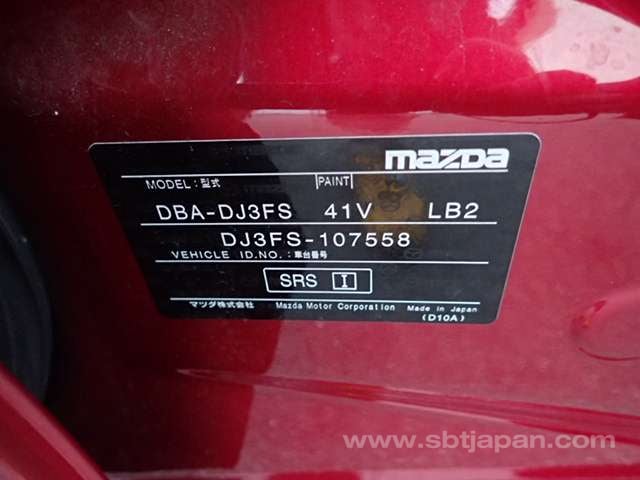 mazda
MODEL:型式 PAINT
DBA-DJ3FS 41V LB2
DJ3FS-107558
VEHICLE ID.NO.:車台番号
SRS I
マツダ株式会社 Mazda Motor Corporation Made in Japan
(D10A)
www.sbtjapan.com